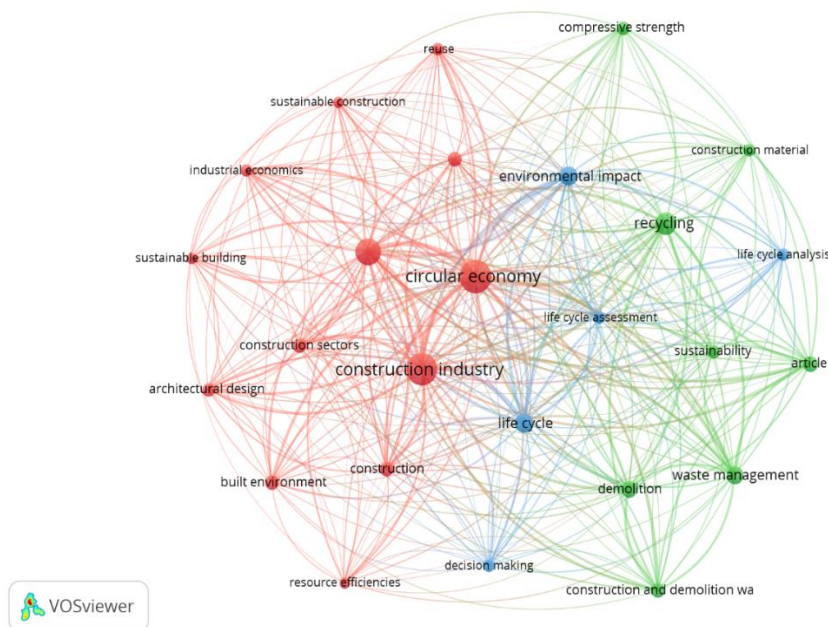 compressive strength
reuse
sustainable construction
construction material
industrial economics
environmental impact
recycling
life cycle analysis
sustainable building
circular economy
life cycle assessment
construction sectors
sustainability
article
construction industry
architectural design
life cycle
construction
waste management
built environment
demolition
decision making
resource efficiencies
construction and demolition wa
VOSviewer